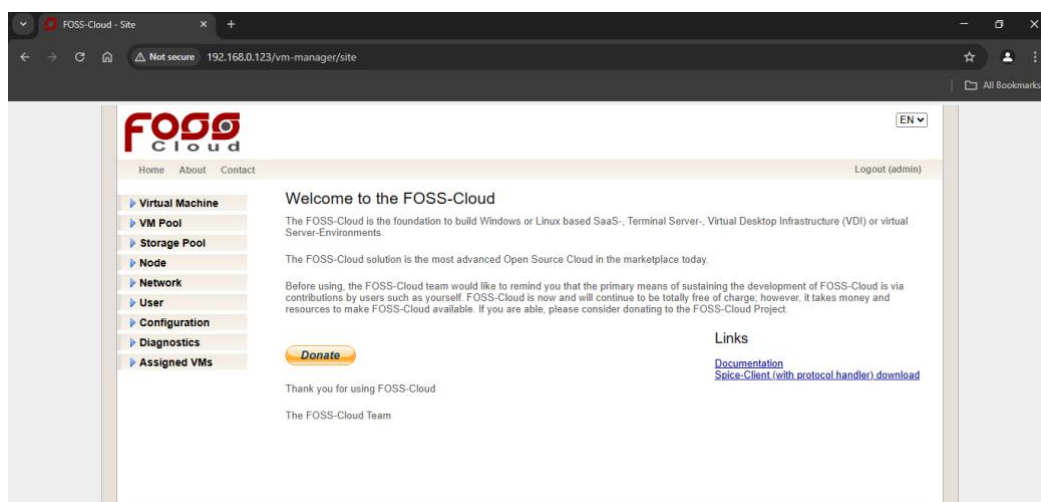 FOSS-Cloud - Site
Not secure 192.168.0.123/vm-manager/site
All Bookmarks
FOSS
Cloud
EN
Home About Contact
Logout (admin)
Virtual Machine
VM Pool
Storage Pool
Node
Network
User
Configuration
Diagnostics
Assigned VMs
Welcome to the FOSS-Cloud
The FOSS-Cloud is the foundation to build Windows or Linux based SaaS-, Terminal Server-, Virtual Desktop Infrastructure (VDI) or virtual
Server-Environments.
The FOSS-Cloud solution is the most advanced Open Source Cloud in the marketplace today.
Before using, the FOSS-Cloud team would like to remind you that the primary means of sustaining the development of FOSS-Cloud is via
contributions by users such as yourself. FOSS-Cloud is now and will continue to be totally free of charge; however, it takes money and
resources to make FOSS-Cloud available. If you are able, please consider donating to the FOSS-Cloud Project.
Donate
Thank you for using FOSS-Cloud
The FOSS-Cloud Team
Links
Documentation
Spice-Client (with protocol handler) download